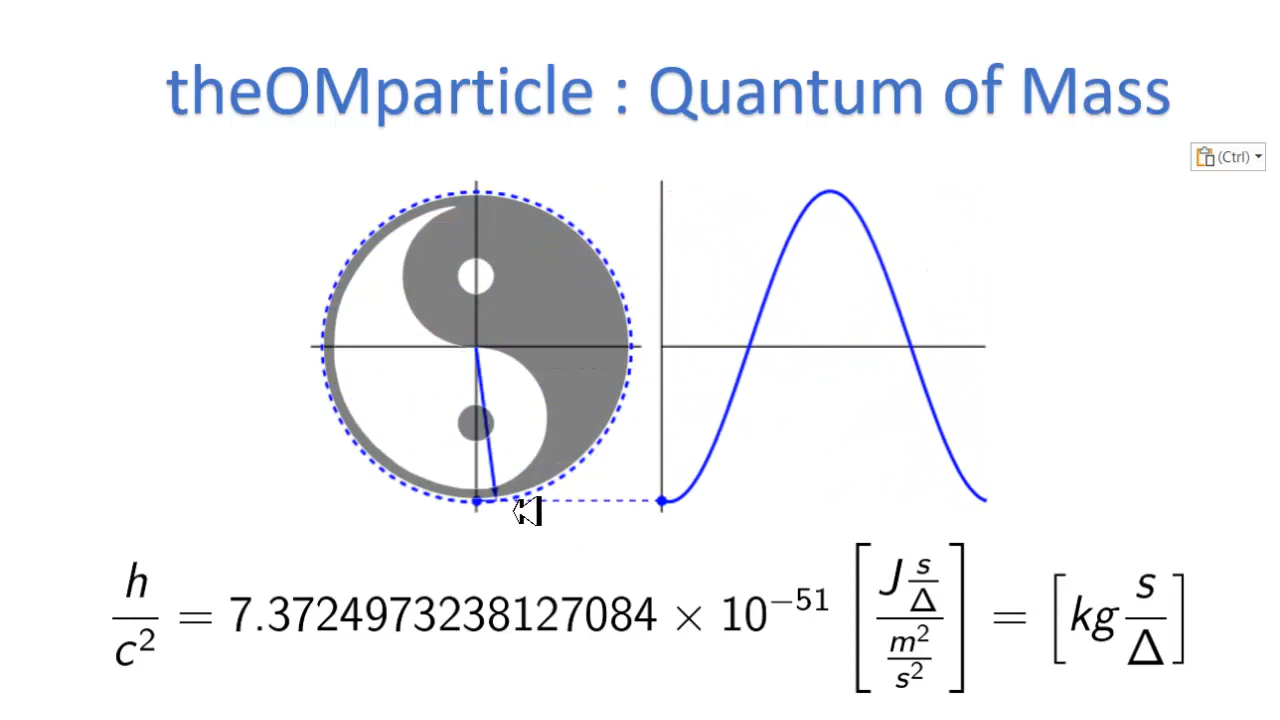 theOMparticle : Quantum of Mass
(Ctrl)
h/c² = 7.3724973238127084 × 10⁻⁵¹ [J s/Δ / m²/s²] = [kg s/Δ]